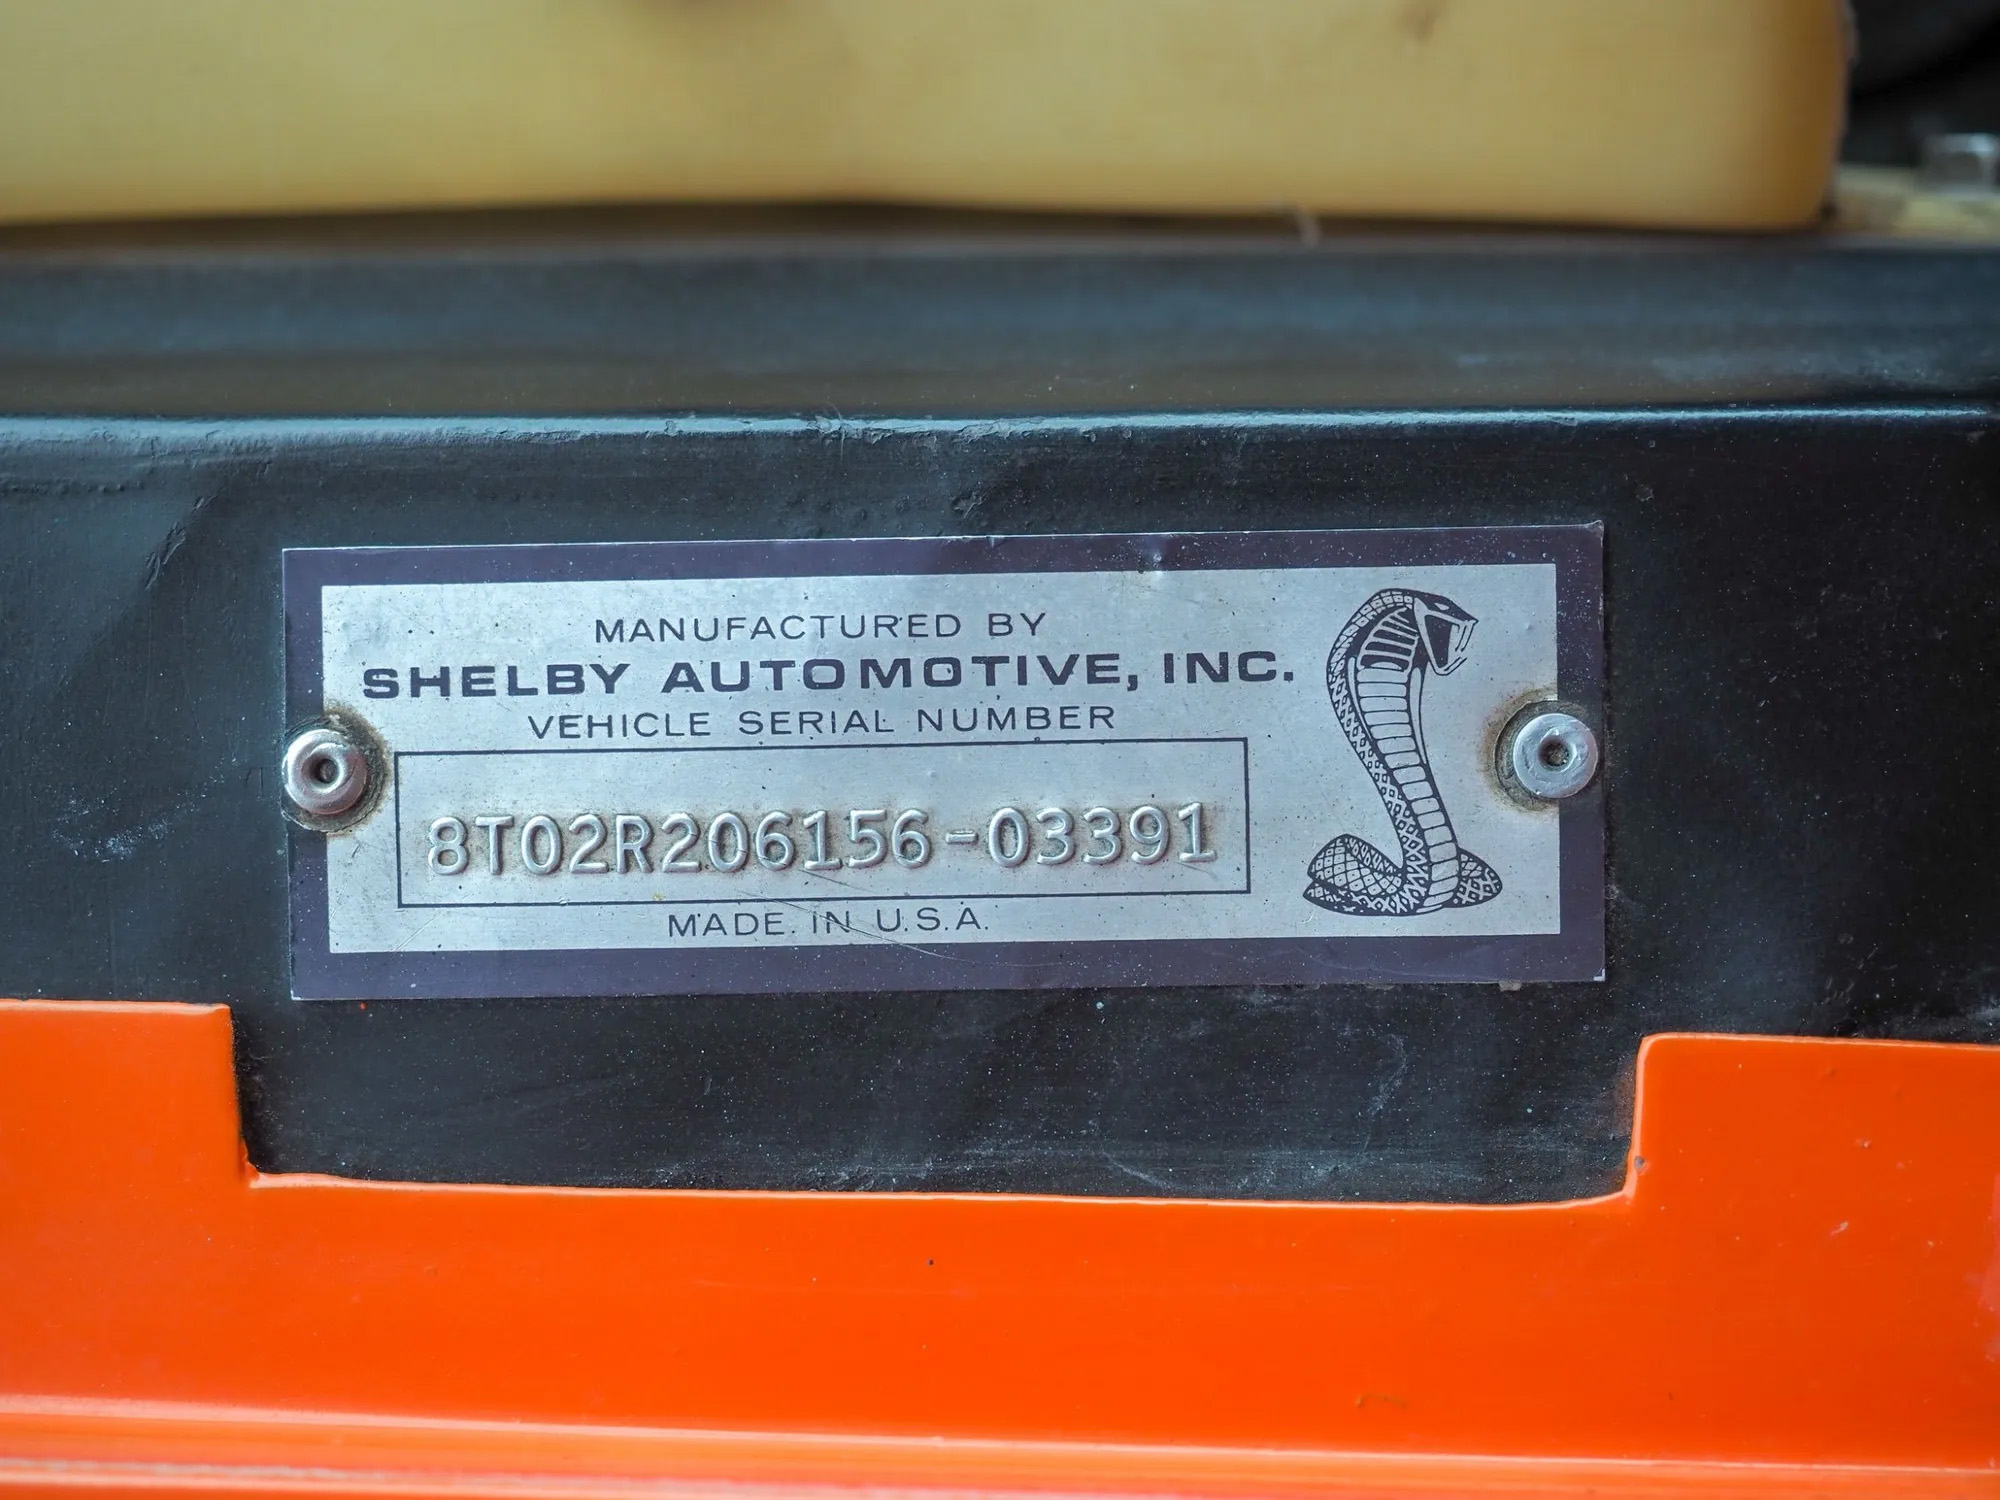 MANUFACTURED BY
SHELBY AUTOMOTIVE, INC.
VEHICLE SERIAL NUMBER
8T02R206156-03391
MADE IN U.S.A.